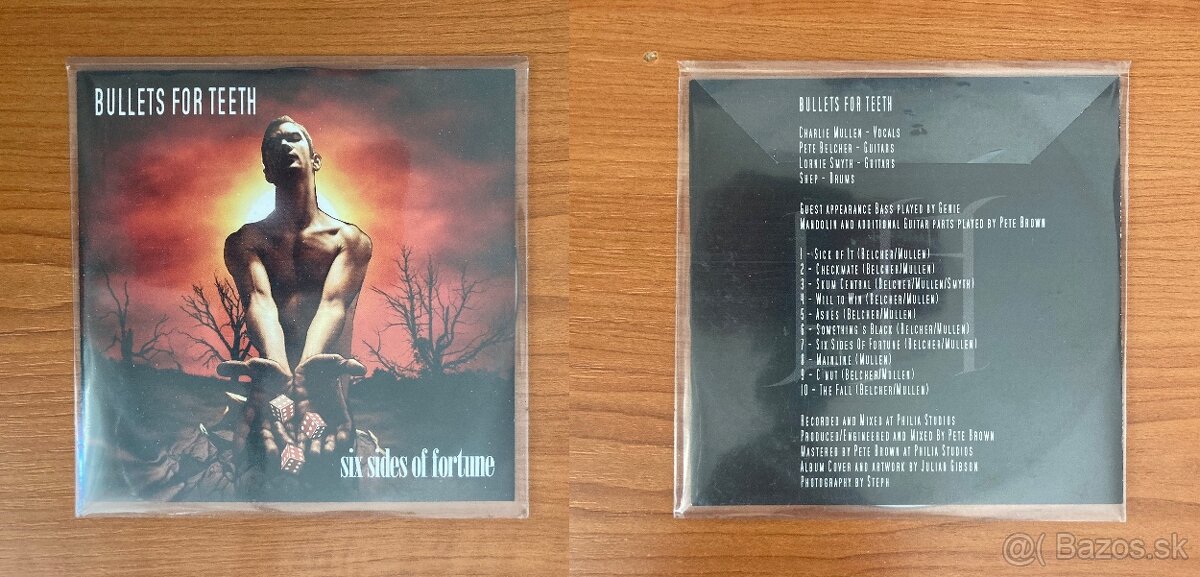 BULLETS FOR TEETH
six sides of fortune
BULLETS FOR TEETH
CHARLIE MULLEN - VOCALS
PETE BELCHER - GUITARS
LORNIE SMYTH - GUITARS
SHEP - DRUMS
GUEST APPEARANCE BASS PLAYED BY GENIE
MANDOLIN AND ADDITIONAL GUITAR PARTS PLAYED BY PETE BROWN
1 - SICK OF IT (BELCHER/MULLEN)
2 - CHECKMATE (BELCHER/MULLEN)
3 - SKUM CENTRAL (BELCHER/MULLEN/SMYTH)
4 - WILL TO WIN (BELCHER/MULLEN)
5 - ASHES (BELCHER/MULLEN)
6 - SOMETHING'S BLACK (BELCHER/MULLEN)
7 - SIX SIDES OF FORTUNE (BELCHER/MULLEN)
8 - MAINLINE (MULLEN)
9 - C'NUT (BELCHER/MULLEN)
10 - THE FALL (BELCHER/MULLEN)
RECORDED AND MIXED AT PHILIA STUDIOS
PRODUCED/ENGINEERED AND MIXED BY PETE BROWN
MASTERED BY PETE BROWN AT PHILIA STUDIOS
ALBUM COVER AND ARTWORK BY JULIAN GIBSON
PHOTOGRAPHY BY STEPH
@( Bazos.sk